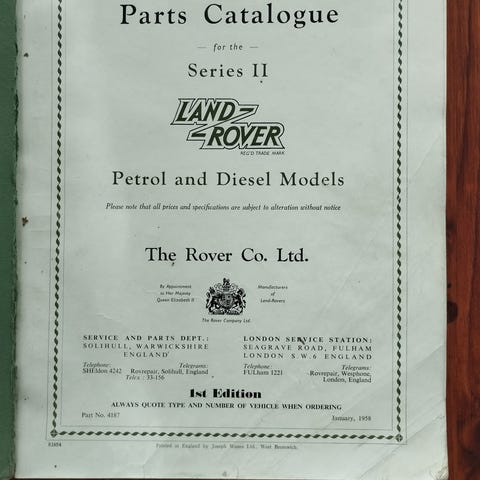 Parts Catalogue
— for the —
Series II
LAND-
ROVER
REG'D TRADE MARK
Petrol and Diesel Models
Please note that all prices and specifications are subject to alteration without notice
The Rover Co. Ltd.
By Appointment
to Her Majesty
Queen Elizabeth II
Manufacturers
of
Land-Rovers
The Rover Company Ltd.
SERVICE AND PARTS DEPT.:
SOLIHULL, WARWICKSHIRE
ENGLAND
Telephone:
SHEldon 4242
Telegrams:
Rovrepair, Solihull, England
Telex: 33-156
LONDON SERVICE STATION:
SEAGRAVE ROAD, FULHAM
LONDON S.W.6 ENGLAND
Telephone:
FULham 1221
Telegrams:
Rovrepair, Wesphone,
London, England
1st Edition
ALWAYS QUOTE TYPE AND NUMBER OF VEHICLE WHEN ORDERING
Part No. 4187
January, 1958
Printed in England by Joseph Wones Ltd., West Bromwich.